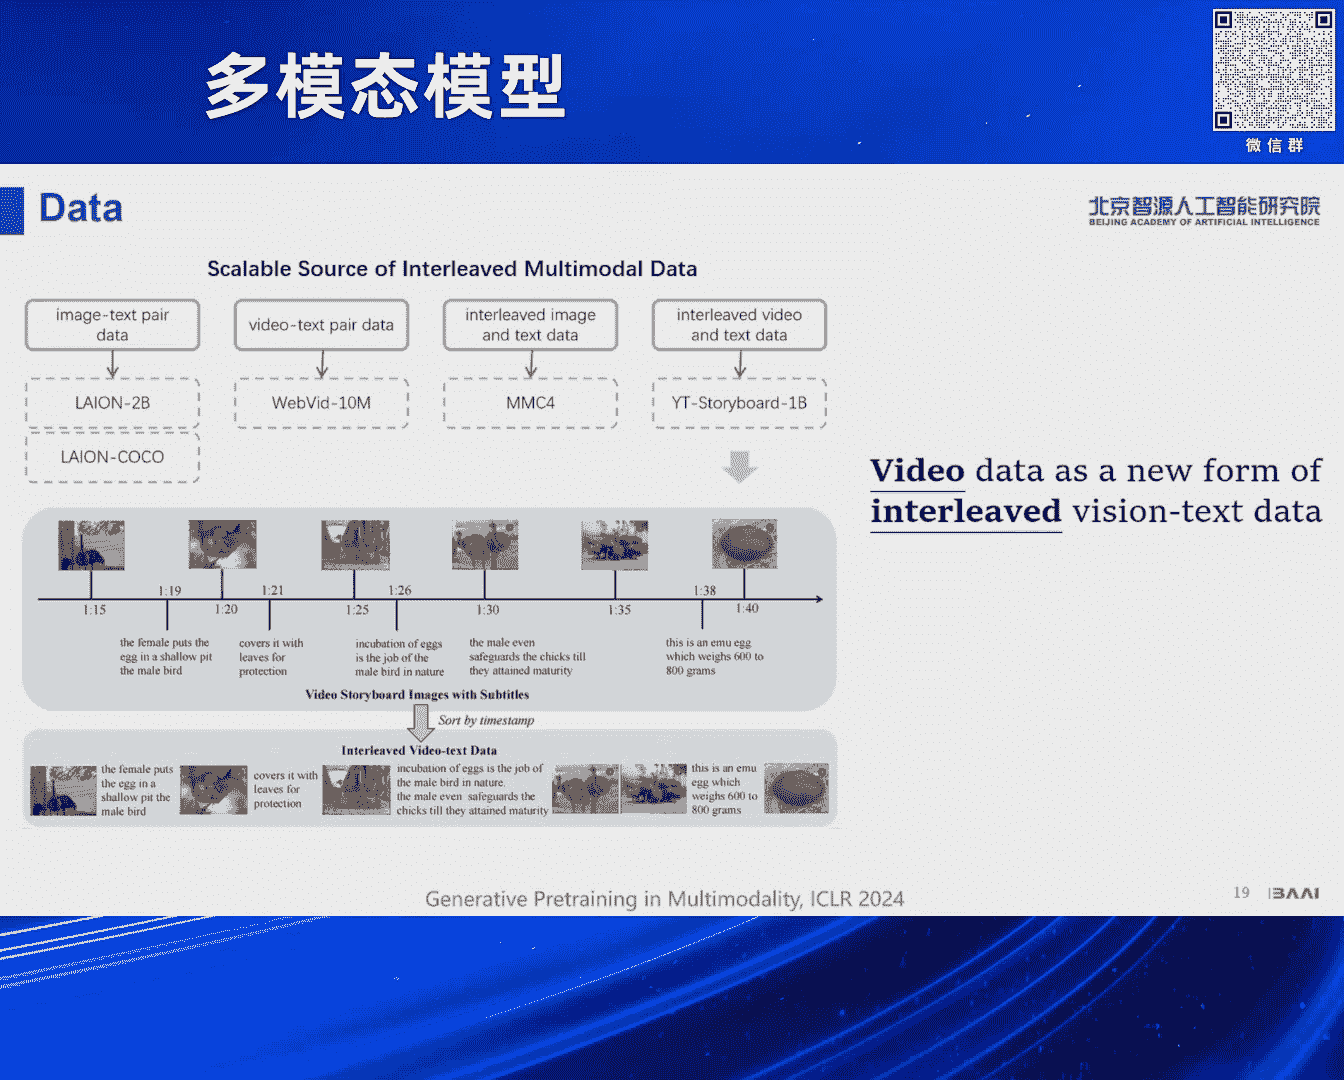 多模态模型
微信群
Data
北京智源人工智能研究院
BEIJING ACADEMY OF ARTIFICIAL INTELLIGENCE
Scalable Source of Interleaved Multimodal Data
image-text pair
data
video-text pair data
interleaved image
and text data
interleaved video
and text data
LAION-2B
WebVid-10M
MMC4
YT-Storyboard-1B
LAION-COCO
Video data as a new form of
interleaved vision-text data
1:19
1:21
1:26
1:38
1:15
1:20
1:25
1:30
1:35
1:40
the female puts the
egg in a shallow pit
the male bird
covers it with
leaves for
protection
incubation of eggs
is the job of the
male bird in nature
the male even
safeguards the chicks till
they attained maturity
this is an emu egg
which weighs 600 to
800 grams
Video Storyboard Images with Subtitles
Sort by timestamp
Interleaved Video-text Data
the female puts
the egg in a
shallow pit the
male bird
covers it with
leaves for
protection
incubation of eggs is the job of
the male bird in nature.
the male even safeguards the
chicks till they attained maturity
this is an emu
egg which
weighs 600 to
800 grams
Generative Pretraining in Multimodality, ICLR 2024
19
BAAI